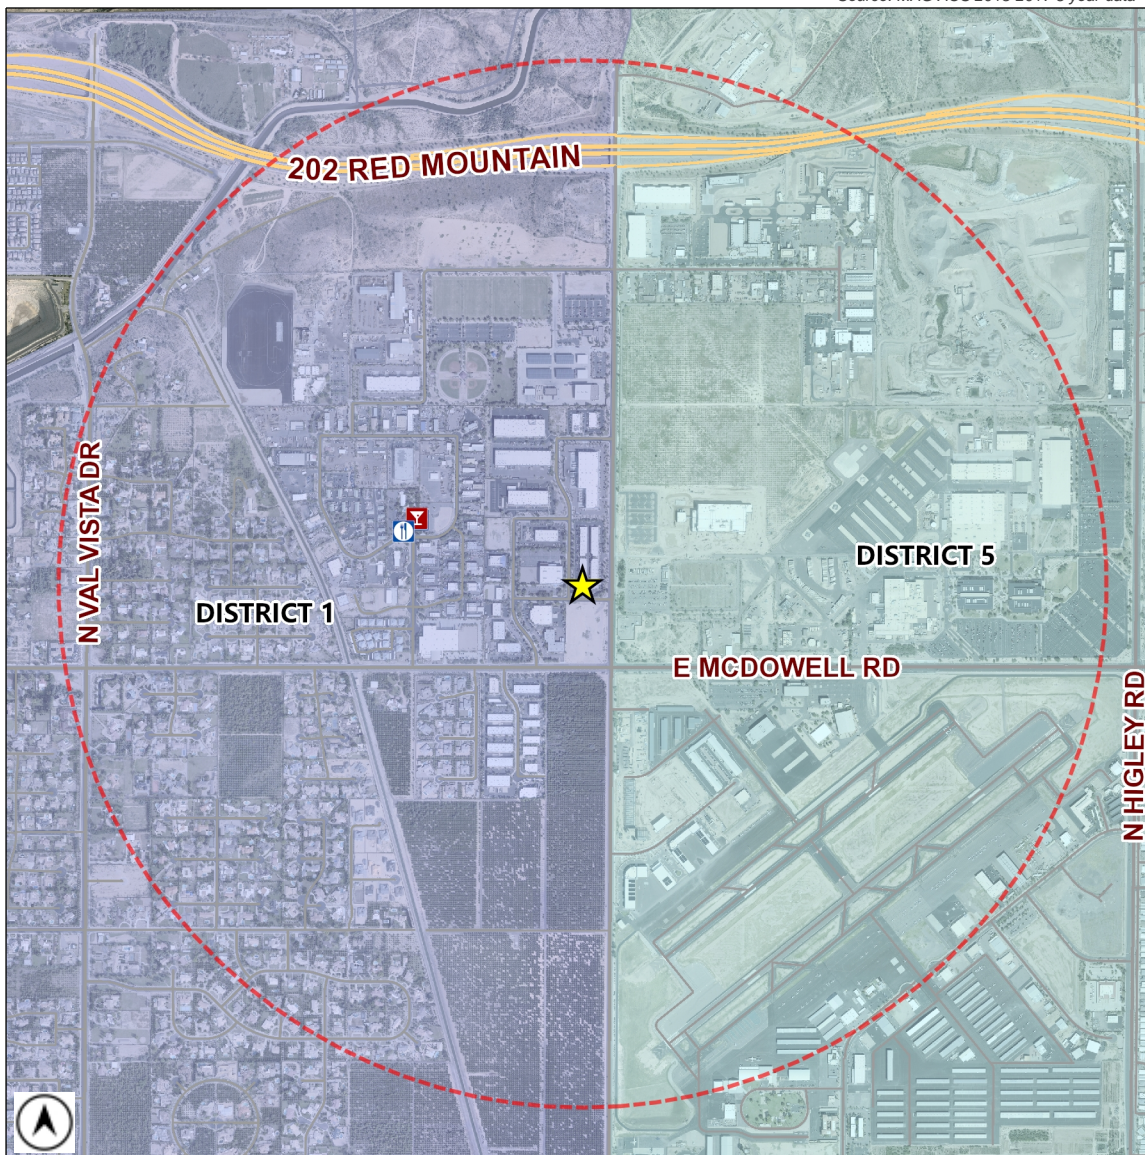 202 RED MOUNTAIN
N VAL VISTA DR
DISTRICT 5
DISTRICT 1
E MCDOWELL RD
N HIGLEY RD